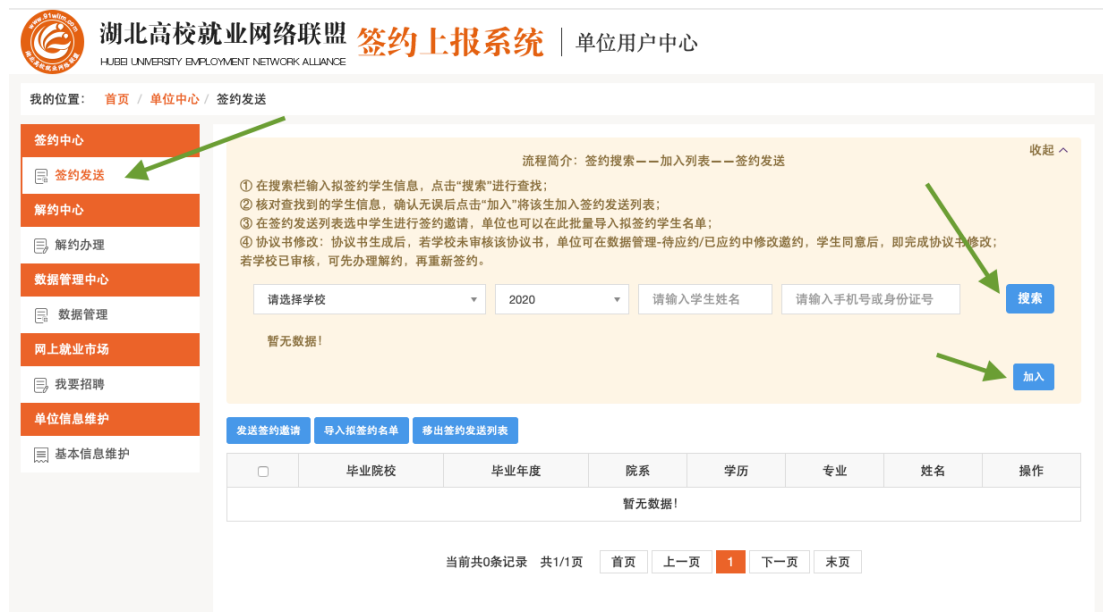 www.91wllm.com
湖北高校就业网络联盟 签约上报系统 | 单位用户中心
HUBEI UNIVERSITY EMPLOYMENT NETWORK ALLIANCE
我的位置： 首页 / 单位中心 / 签约发送
签约中心
签约发送
解约中心
解约办理
数据管理中心
数据管理
网上就业市场
我要招聘
单位信息维护
基本信息维护
收起
流程简介：签约搜索——加入列表——签约发送
① 在搜索栏输入拟签约学生信息，点击“搜索”进行查找；
② 核对查找到的学生信息，确认无误后点击“加入”将该生加入签约发送列表；
③ 在签约发送列表选中学生进行签约邀请，单位也可以在此批量导入拟签约学生名单；
④ 协议书修改：协议书生成后，若学校未审核该协议书，单位可在数据管理-待应约/已应约中修改邀约，学生同意后，即完成协议书修改；
若学校已审核，可先办理解约，再重新签约。
请选择学校 2020 请输入学生姓名 请输入手机号或身份证号 搜索
暂无数据！
加入
发送签约邀请 导入拟签约名单 移出签约发送列表
毕业院校 毕业年度 院系 学历 专业 姓名 操作
暂无数据！
当前共0条记录 共1/1页 首页 上一页 1 下一页 末页